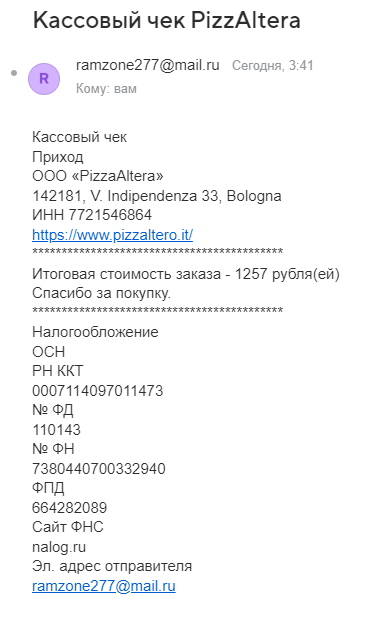 Кассовый чек PizzAltera
ramzone277@mail.ru Сегодня, 3:41
R
Кому: вам
Кассовый чек
Приход
ООО «PizzaAltera»
142181, V. Indipendenza 33, Bologna
ИНН 7721546864
https://www.pizzaltero.it/
*******************************************
Итоговая стоимость заказа - 1257 рубля(ей)
Спасибо за покупку.
*******************************************
Налогообложение
ОСН
РН ККТ
0007114097011473
№ ФД
110143
№ ФН
7380440700332940
ФПД
664282089
Сайт ФНС
nalog.ru
Эл. адрес отправителя
ramzone277@mail.ru